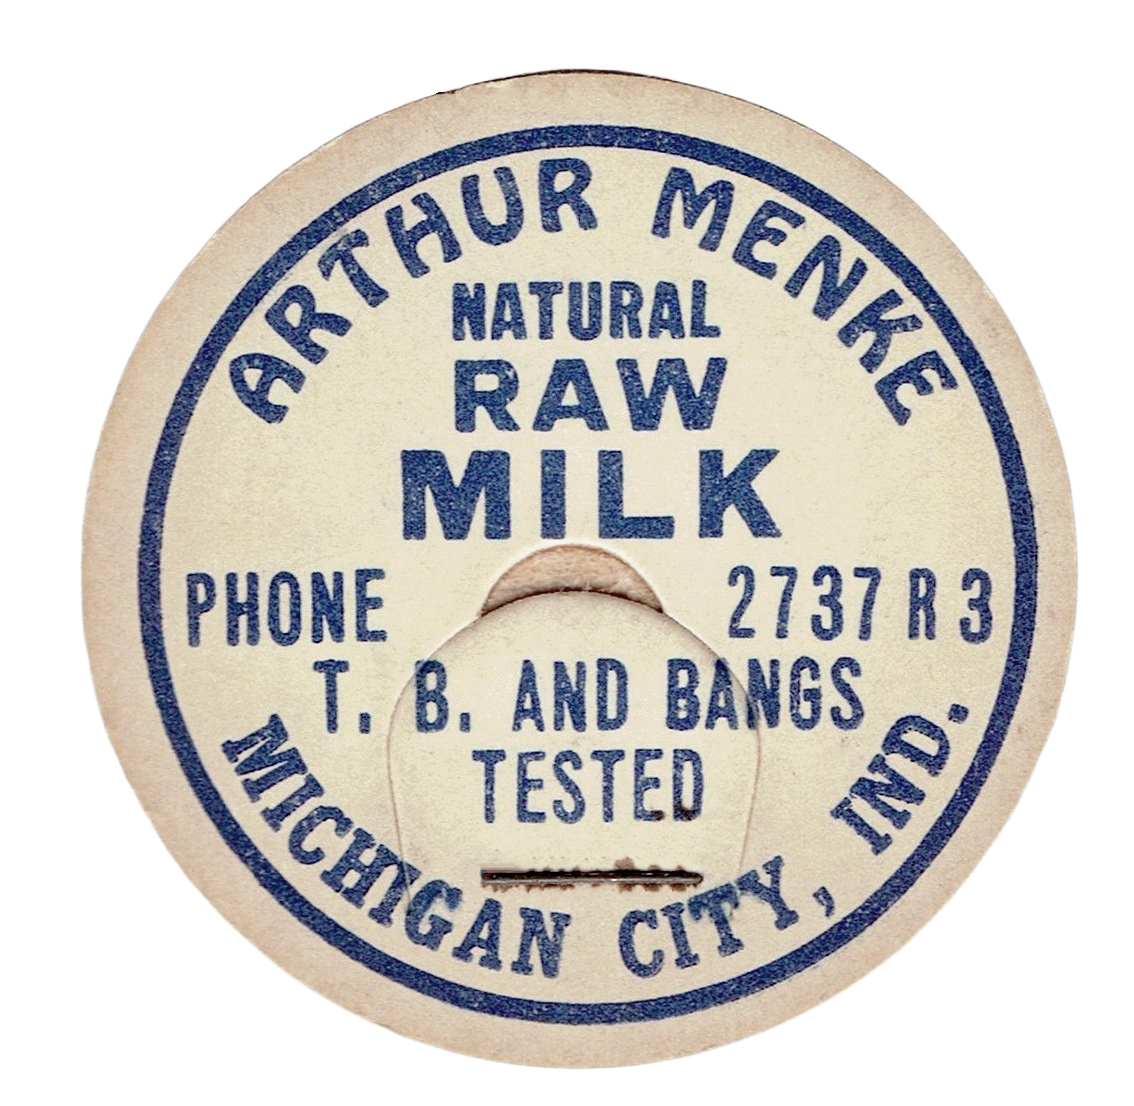 ARTHUR MENKE
NATURAL
RAW
MILK
PHONE 2737 R 3
T. B. AND BANGS
TESTED
MICHIGAN CITY, IND.